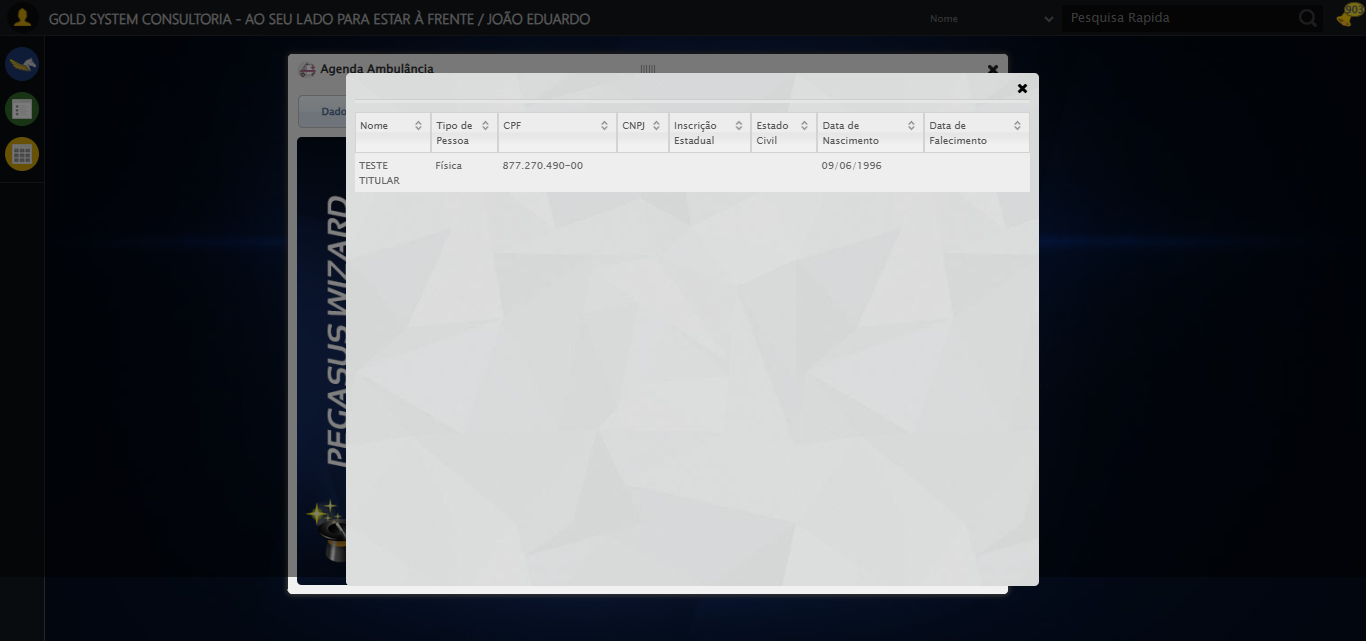 GOLD SYSTEM CONSULTORIA - AO SEU LADO PARA ESTAR À FRENTE / JOÃO EDUARDO
Nome
Pesquisa Rapida
903
Agenda Ambulância
Dado
PEGASUS WIZARD
Nome
Tipo de
Pessoa
CPF
CNPJ
Inscrição
Estadual
Estado
Civil
Data de
Nascimento
Data de
Falecimento
TESTE
TITULAR
Física
877.270.490-00
09/06/1996